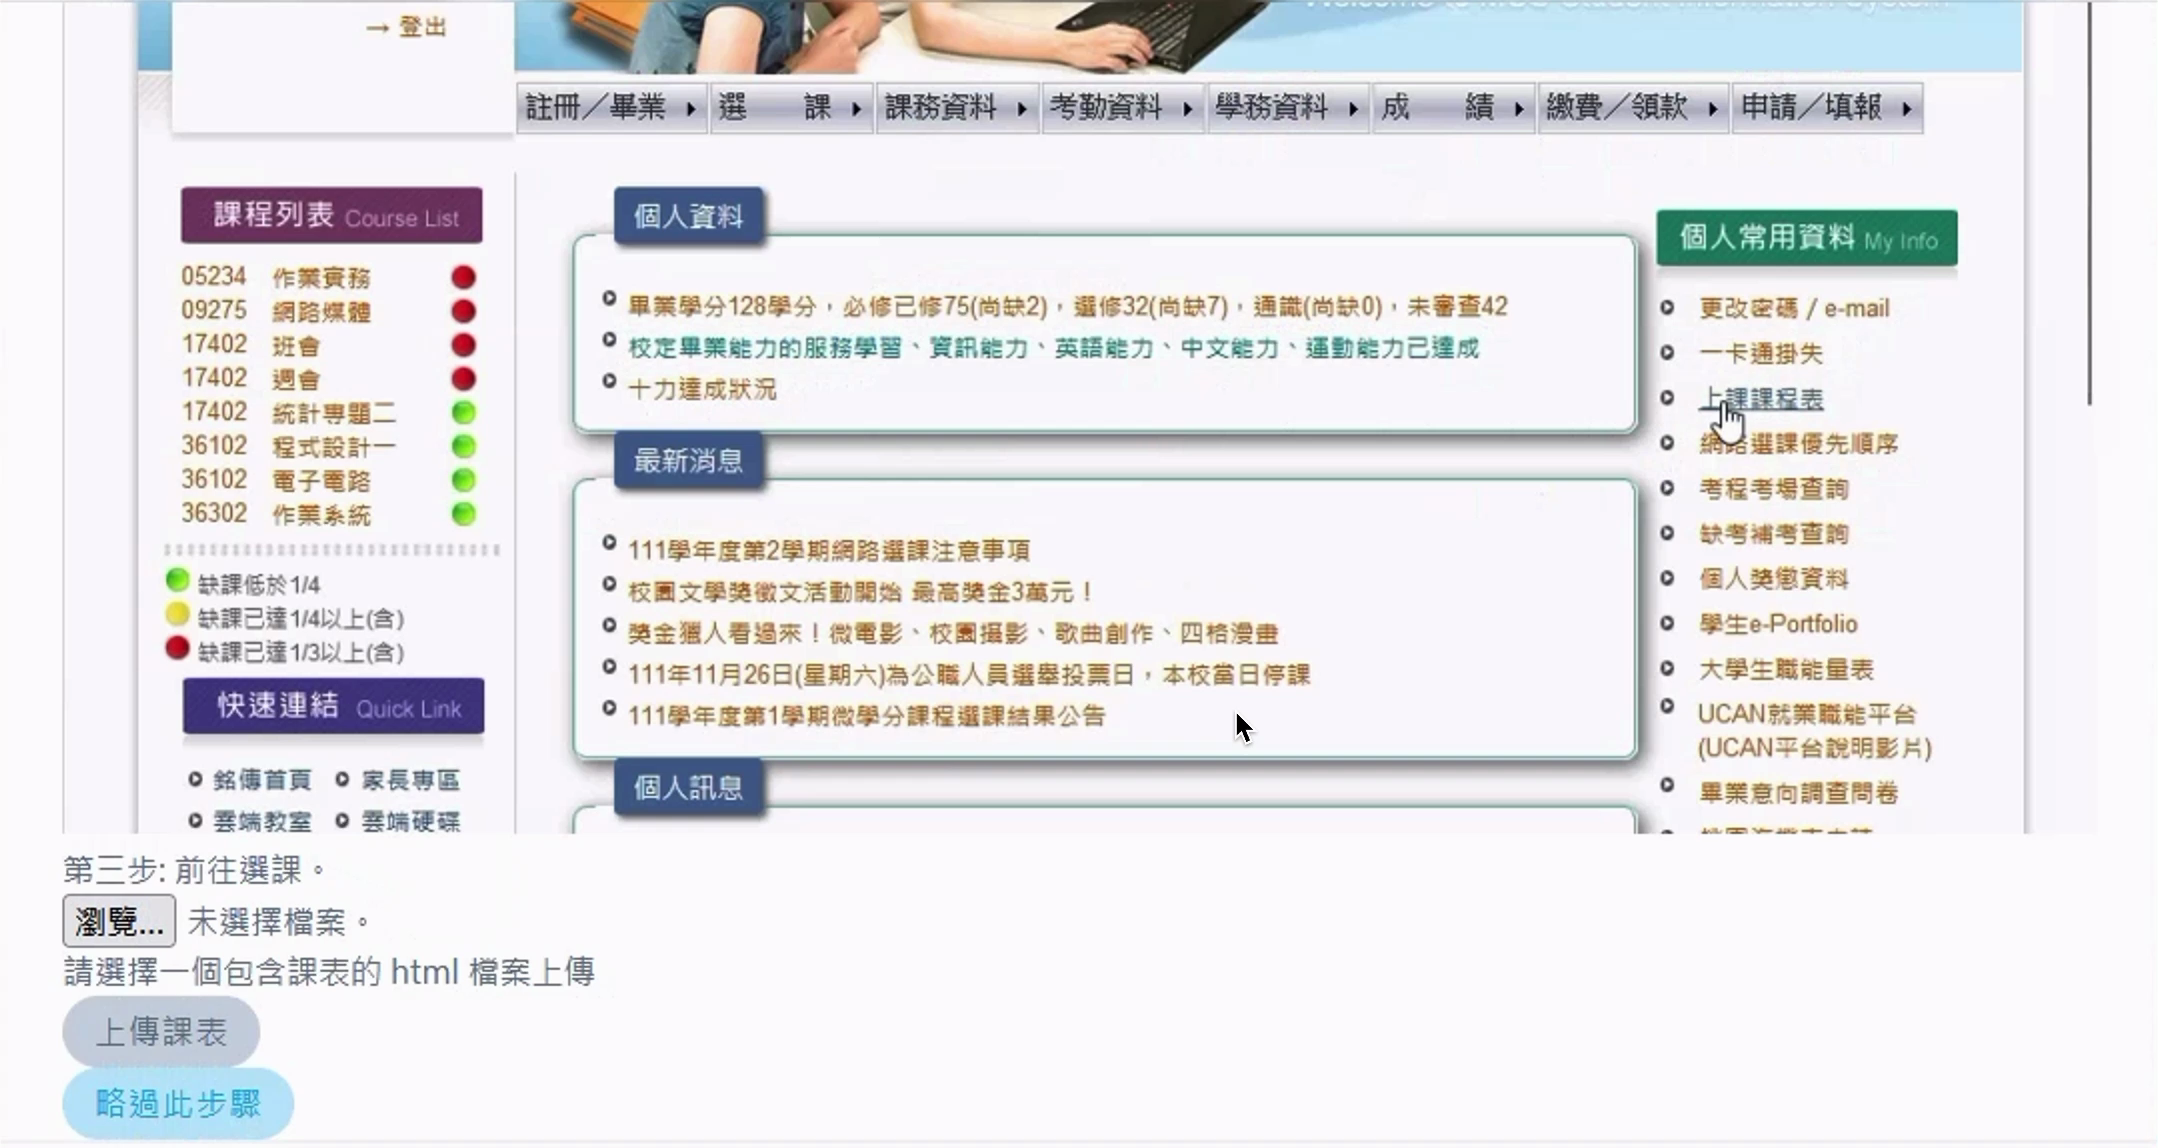 → 登出
註冊／畢業 選 課 課務資料 考勤資料 學務資料 成 績 繳費／領款 申請／填報
課程列表 Course List
05234 作業實務
09275 網路媒體
17402 班會
17402 週會
17402 統計專題二
36102 程式設計一
36102 電子電路
36302 作業系統
缺課低於1/4
缺課已達1/4以上(含)
缺課已達1/3以上(含)
快速連結 Quick Link
銘傳首頁 家長專區
雲端教室 雲端硬碟
個人資料
畢業學分128學分，必修已修75(尚缺2)，選修32(尚缺7)，通識(尚缺0)，未審查42
校定畢業能力的服務學習、資訊能力、英語能力、中文能力、運動能力已達成
十力達成狀況
最新消息
111學年度第2學期網路選課注意事項
校園文學獎徵文活動開始 最高獎金3萬元！
獎金獵人看過來！微電影、校園攝影、歌曲創作、四格漫畫
111年11月26日(星期六)為公職人員選舉投票日，本校當日停課
111學年度第1學期微學分課程選課結果公告
個人訊息
個人常用資料 My Info
更改密碼 / e-mail
一卡通掛失
上課課程表
網路選課優先順序
考程考場查詢
缺考補考查詢
個人獎懲資料
學生e-Portfolio
大學生職能量表
UCAN就業職能平台
(UCAN平台說明影片)
畢業意向調查問卷
第三步: 前往選課。
瀏覽... 未選擇檔案。
請選擇一個包含課表的 html 檔案上傳
上傳課表
略過此步驟